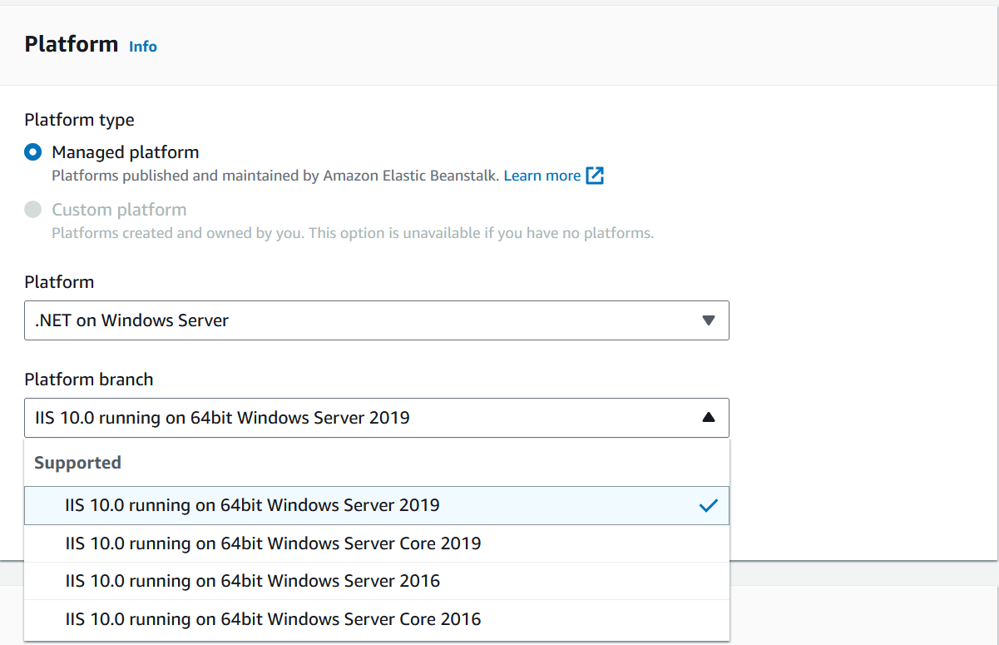 Platform Info
Platform type
Managed platform
Platforms published and maintained by Amazon Elastic Beanstalk. Learn more
Custom platform
Platforms created and owned by you. This option is unavailable if you have no platforms.
Platform
.NET on Windows Server
Platform branch
IIS 10.0 running on 64bit Windows Server 2019
Supported
IIS 10.0 running on 64bit Windows Server 2019
IIS 10.0 running on 64bit Windows Server Core 2019
IIS 10.0 running on 64bit Windows Server 2016
IIS 10.0 running on 64bit Windows Server Core 2016